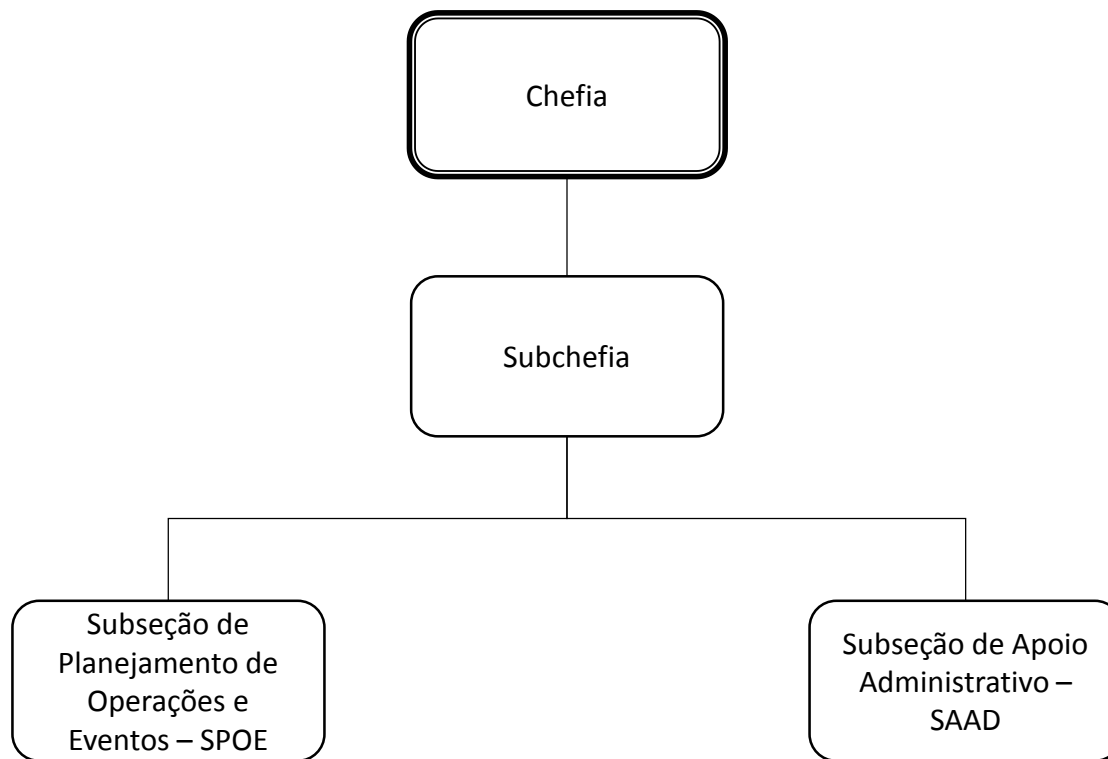 Chefia
Subchefia
Subseção de
Planejamento de
Operações e
Eventos – SPOE
Subseção de Apoio
Administrativo –
SAAD